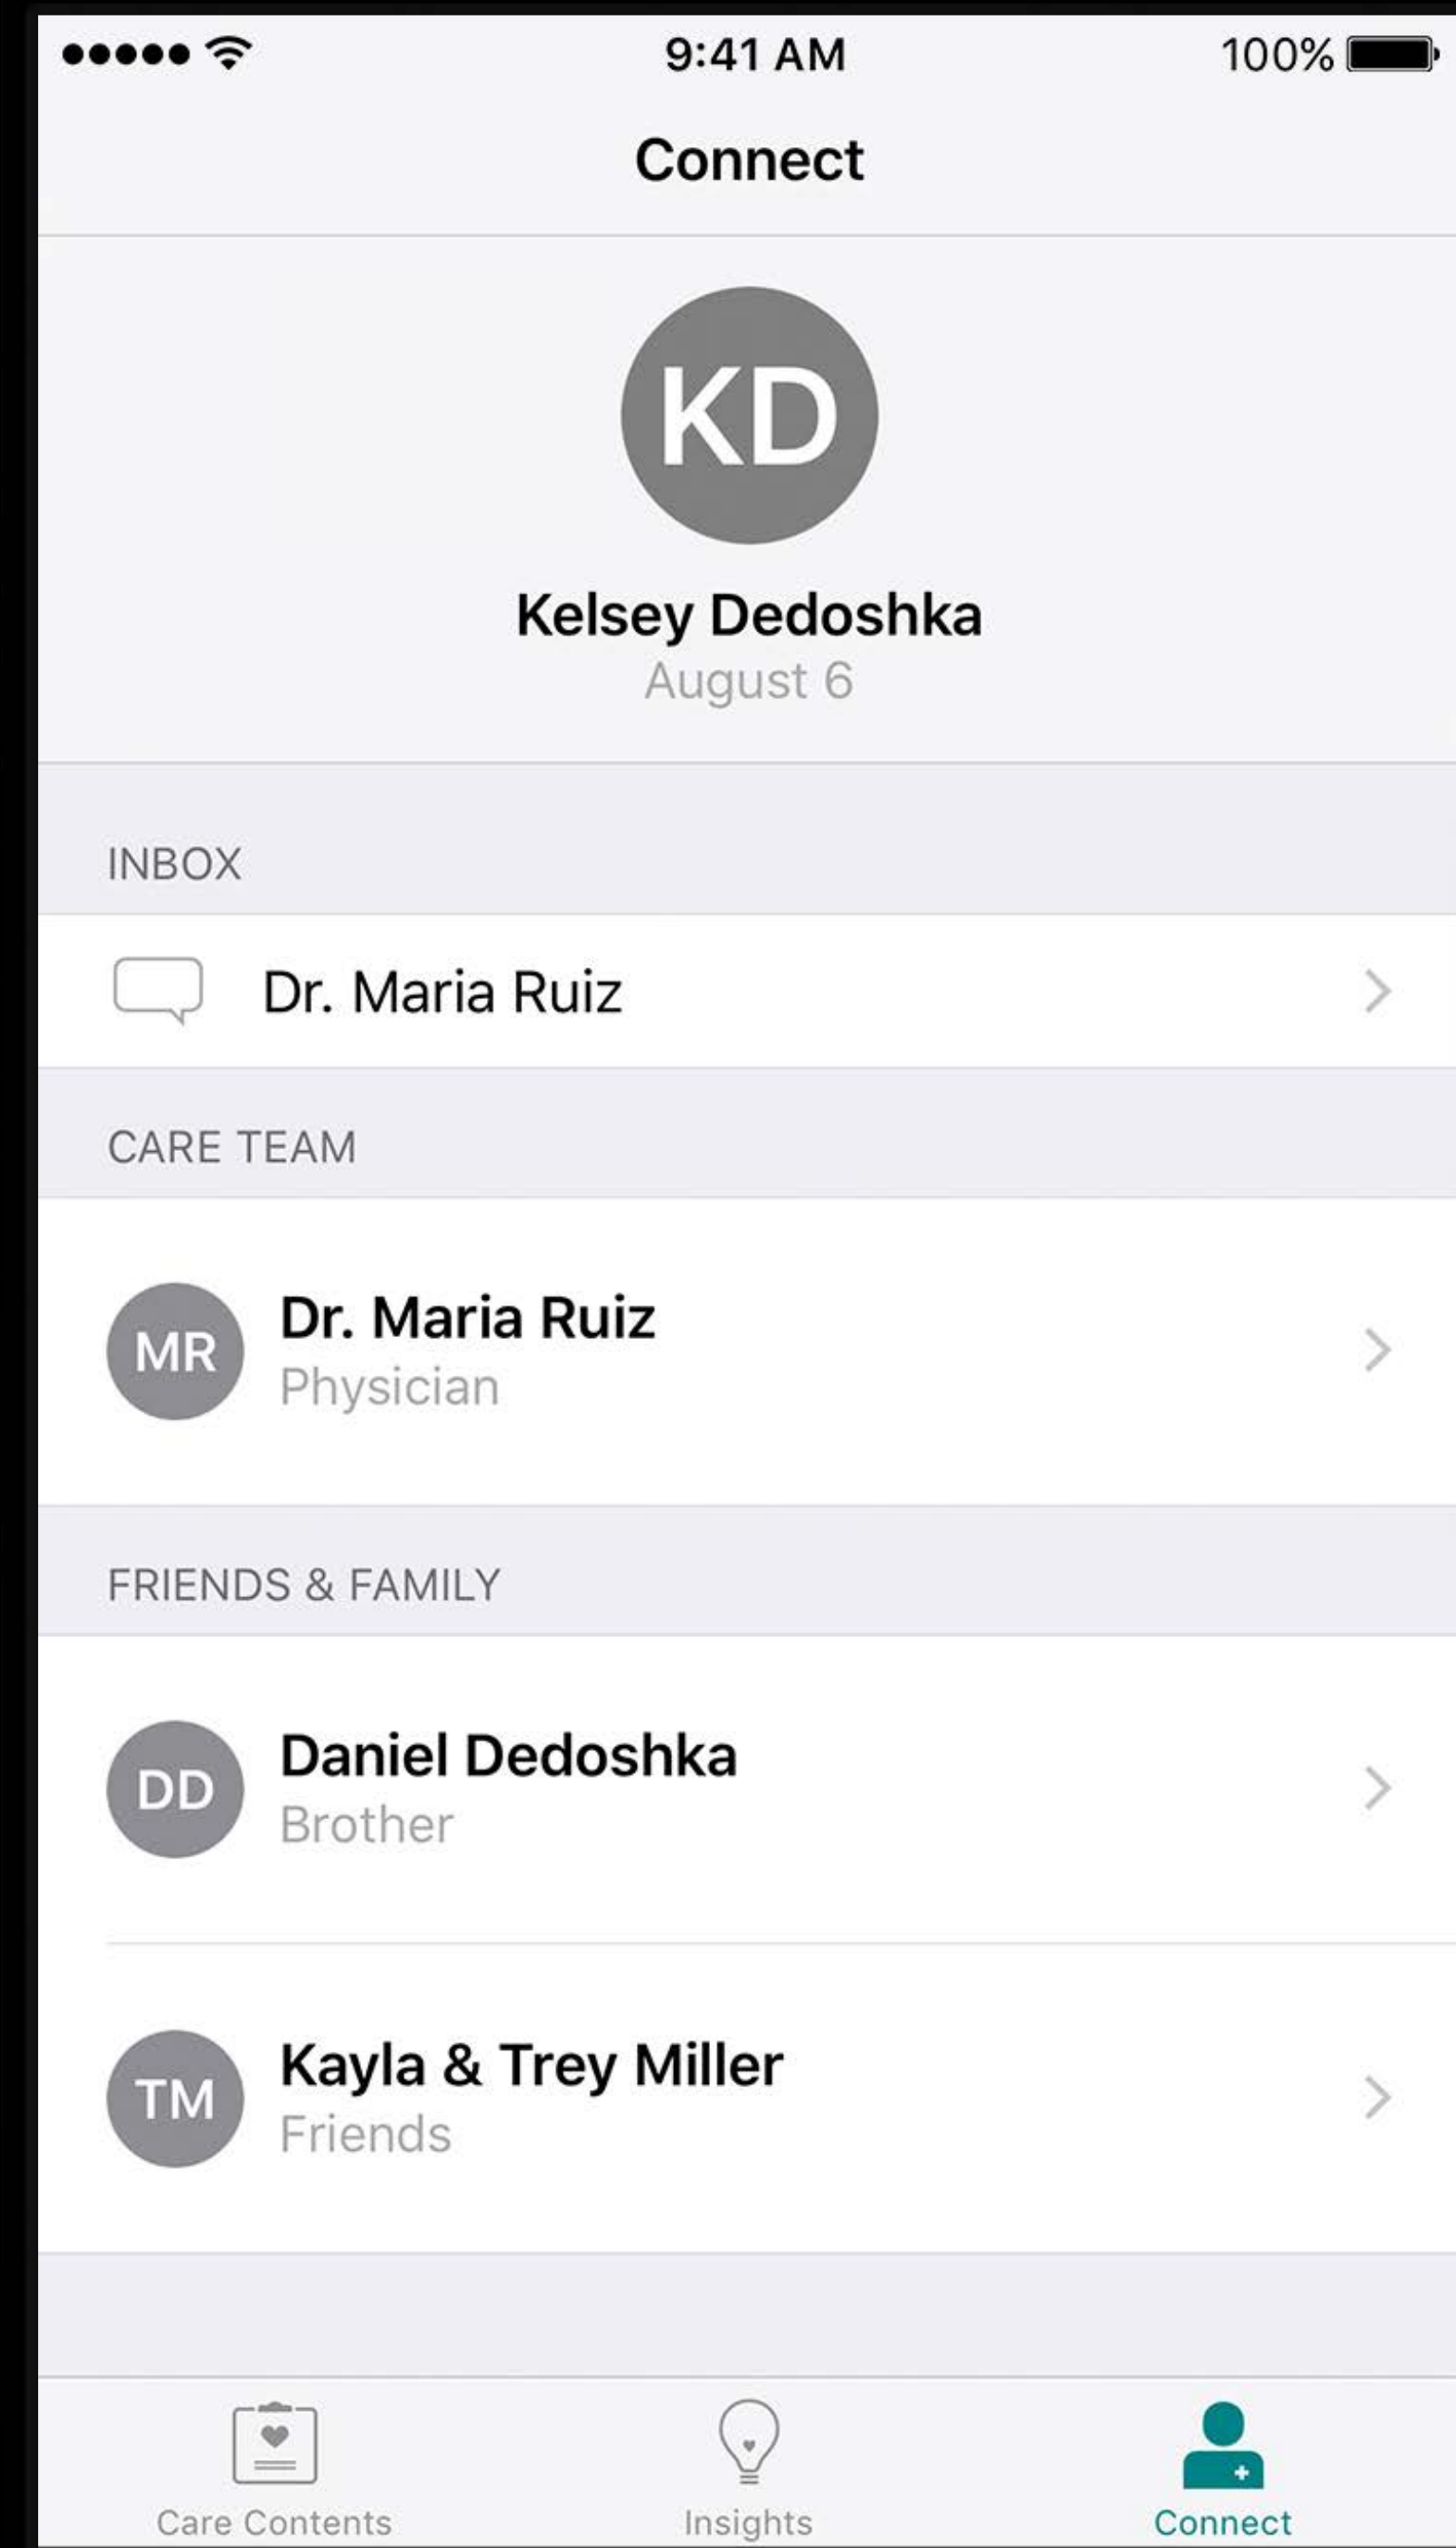 9:41 AM 100%
Connect
KD
Kelsey Dedoshka
August 6
INBOX
Dr. Maria Ruiz
CARE TEAM
MR
Dr. Maria Ruiz
Physician
FRIENDS & FAMILY
DD
Daniel Dedoshka
Brother
TM
Kayla & Trey Miller
Friends
Care Contents Insights Connect